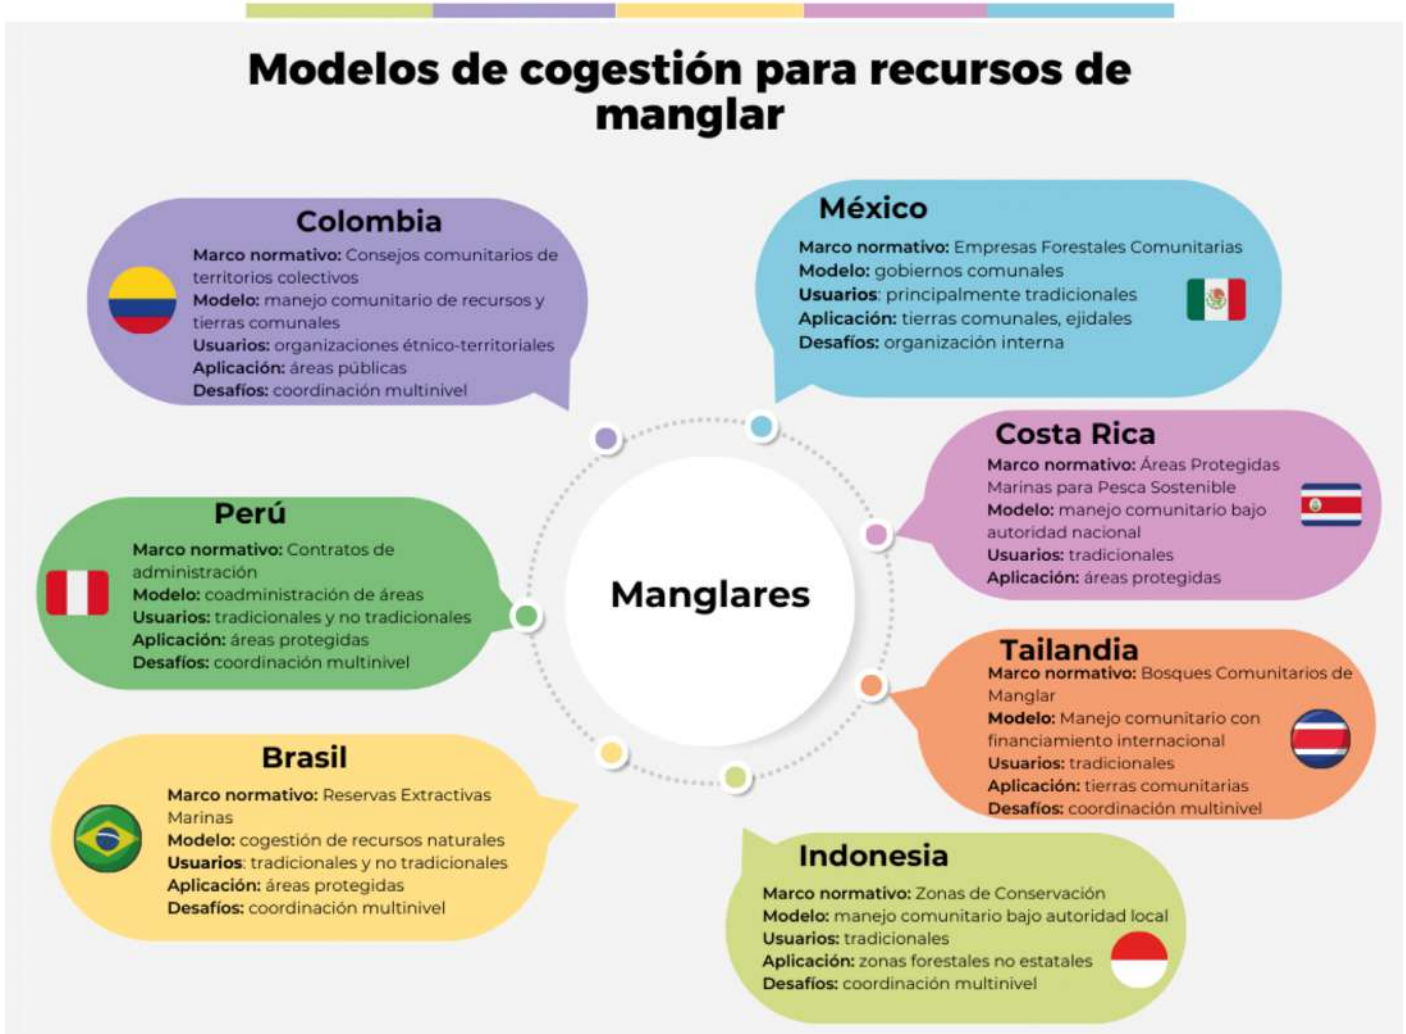 Modelos de cogestión para recursos de
manglar
Colombia
Marco normativo: Consejos comunitarios de
territorios colectivos
Modelo: manejo comunitario de recursos y
tierras comunales
Usuarios: organizaciones étnico-territoriales
Aplicación: áreas públicas
Desafíos: coordinación multinivel
México
Marco normativo: Empresas Forestales Comunitarias
Modelo: gobiernos comunales
Usuarios: principalmente tradicionales
Aplicación: tierras comunales, ejidales
Desafíos: organización interna
Costa Rica
Marco normativo: Áreas Protegidas
Marinas para Pesca Sostenible
Modelo: manejo comunitario bajo
autoridad nacional
Usuarios: tradicionales
Aplicación: áreas protegidas
Perú
Marco normativo: Contratos de
administración
Modelo: coadministración de áreas
Usuarios: tradicionales y no tradicionales
Aplicación: áreas protegidas
Desafíos: coordinación multinivel
Manglares
Tailandia
Marco normativo: Bosques Comunitarios de
Manglar
Modelo: Manejo comunitario con
financiamiento internacional
Usuarios: tradicionales
Aplicación: tierras comunitarias
Desafíos: coordinación multinivel
Brasil
Marco normativo: Reservas Extractivas
Marinas
Modelo: cogestión de recursos naturales
Usuarios: tradicionales y no tradicionales
Aplicación: áreas protegidas
Desafíos: coordinación multinivel
Indonesia
Marco normativo: Zonas de Conservación
Modelo: manejo comunitario bajo autoridad local
Usuarios: tradicionales
Aplicación: zonas forestales no estatales
Desafíos: coordinación multinivel